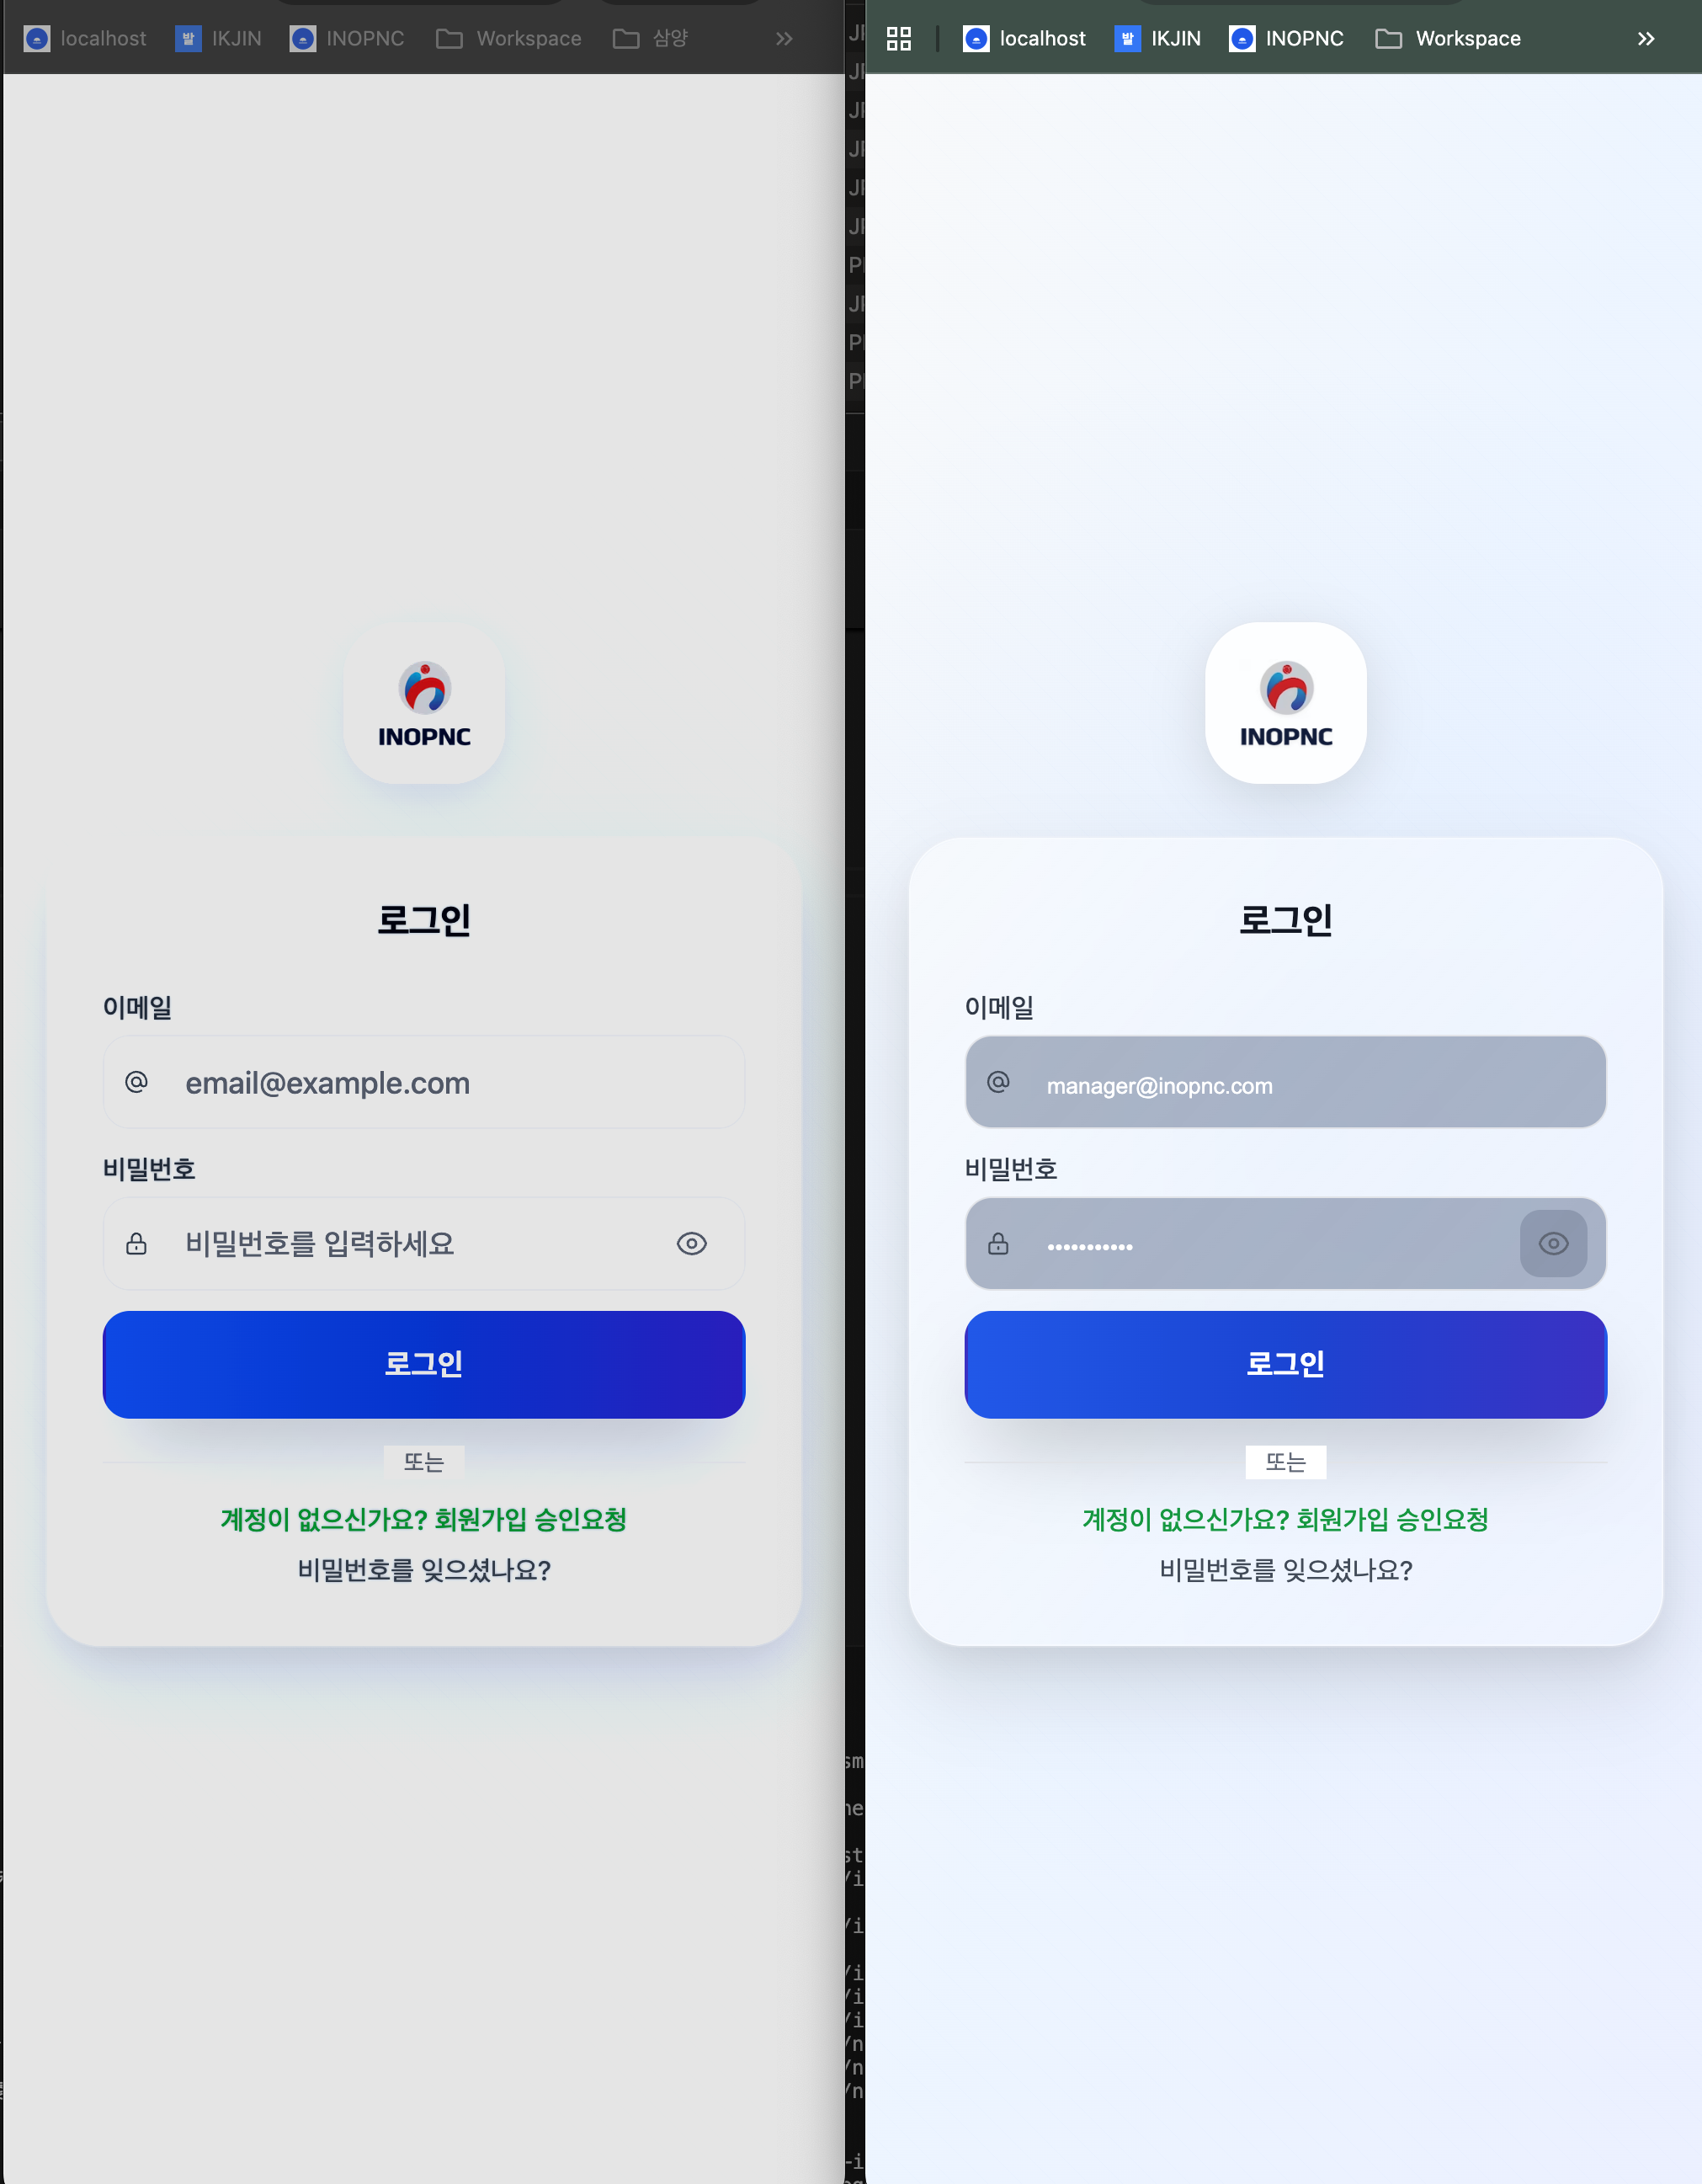 localhost
IKJIN
INOPNC
Workspace
삼양
INOPNC
로그인
이메일
email@example.com
비밀번호
비밀번호를 입력하세요
로그인
또는
계정이 없으신가요? 회원가입 승인요청
비밀번호를 잊으셨나요?
localhost
발 IKJIN
INOPNC
Workspace
INOPNC
로그인
이메일
manager@inopnc.com
비밀번호
로그인
또는
계정이 없으신가요? 회원가입 승인요청
비밀번호를 잊으셨나요?